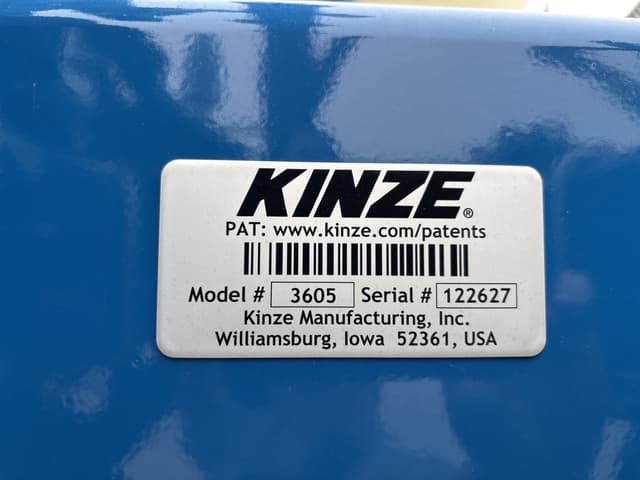 KINZE®
PAT: www.kinze.com/patents
Model # 3605 Serial # 122627
Kinze Manufacturing, Inc.
Williamsburg, Iowa 52361, USA